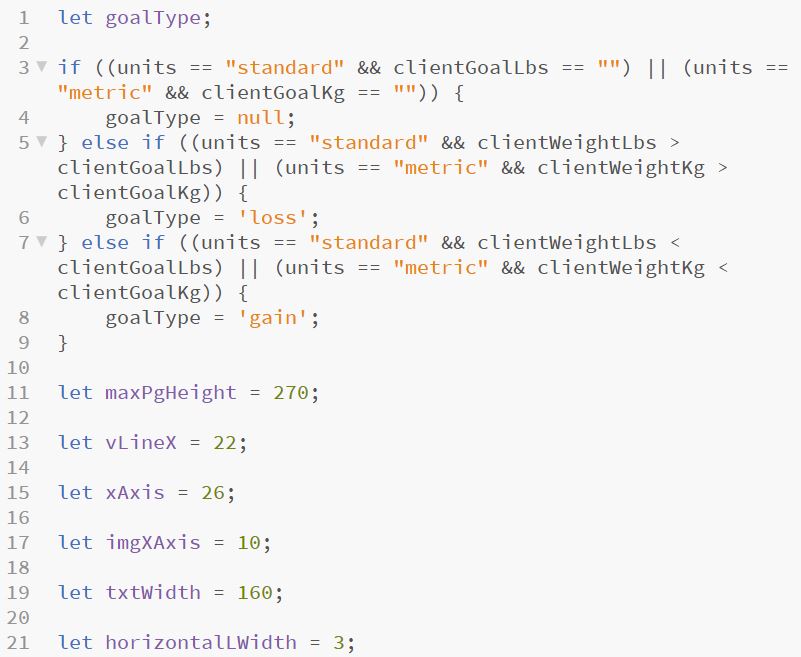 1 let goalType;
2
3 if ((units == "standard" && clientGoalLbs == "") || (units ==
"metric" && clientGoalKg == "")) {
4     goalType = null;
5 } else if ((units == "standard" && clientWeightLbs >
clientGoalLbs) || (units == "metric" && clientWeightKg >
clientGoalKg)) {
6     goalType = 'loss';
7 } else if ((units == "standard" && clientWeightLbs <
clientGoalLbs) || (units == "metric" && clientWeightKg <
clientGoalKg)) {
8     goalType = 'gain';
9 }
10
11 let maxPgHeight = 270;
12
13 let vLineX = 22;
14
15 let xAxis = 26;
16
17 let imgXAxis = 10;
18
19 let txtWidth = 160;
20
21 let horizontalLWidth = 3;